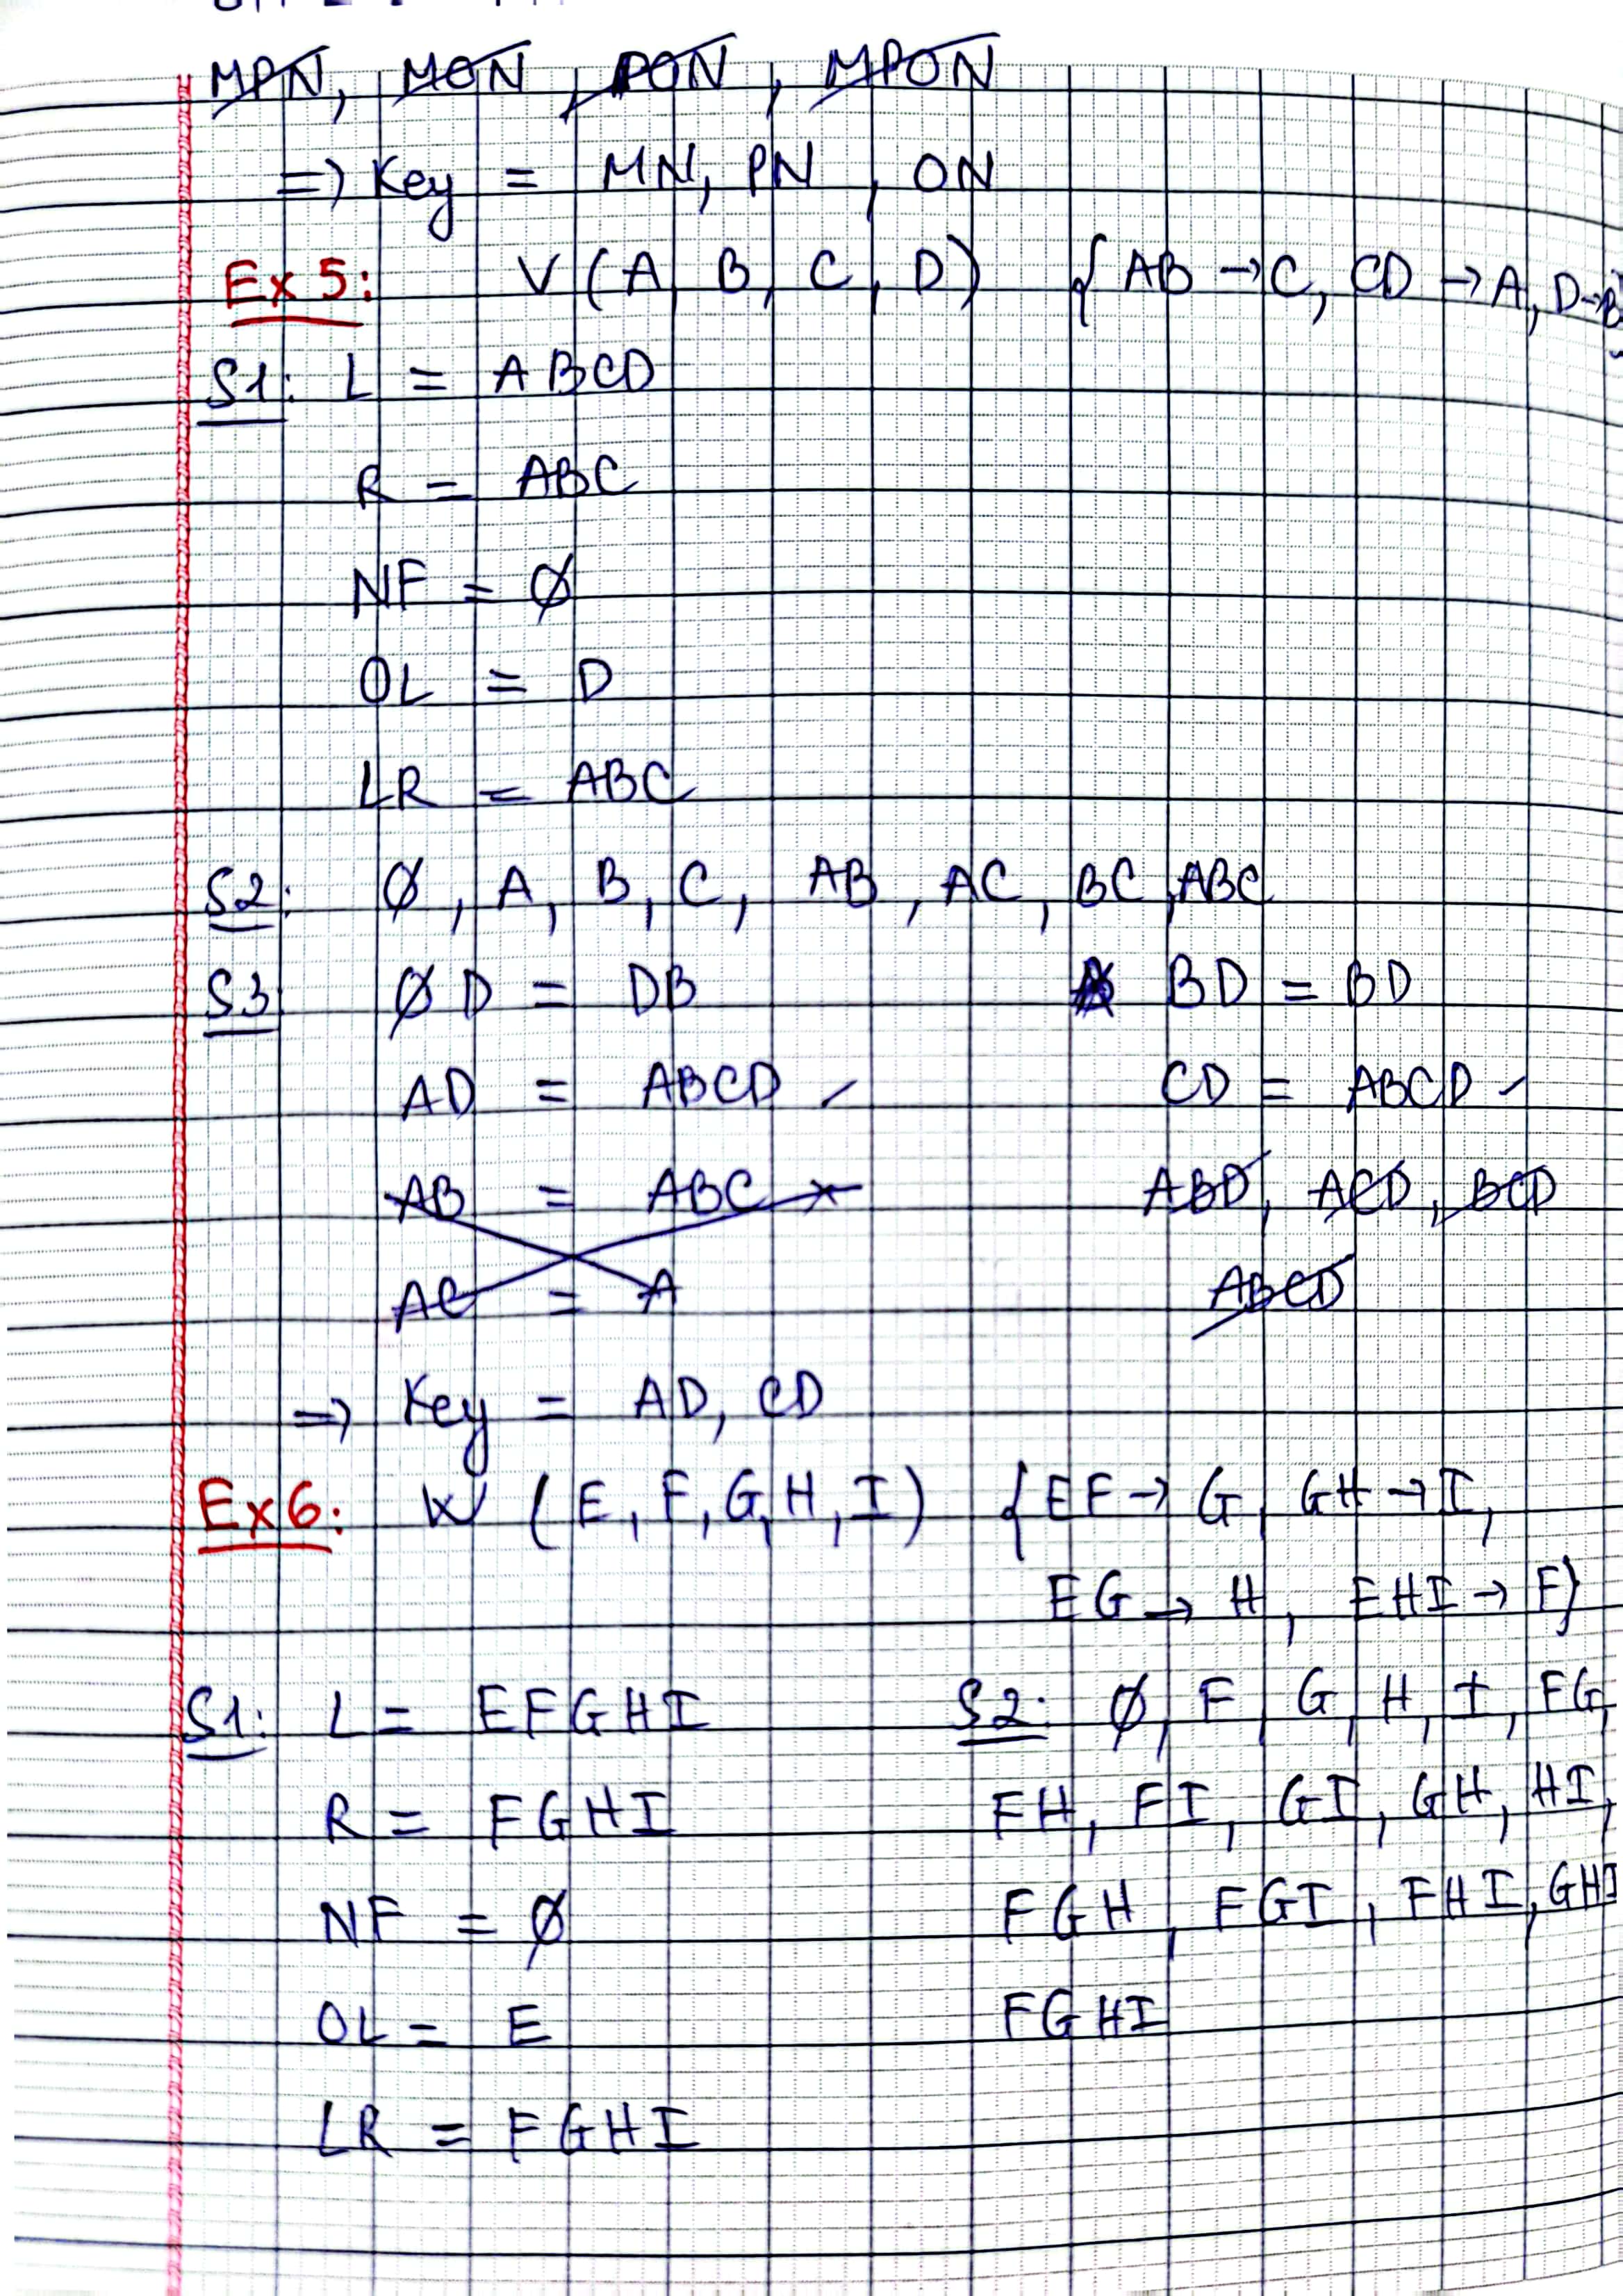 MPN, MON, PON, MPON
=> Key = MN, PN, ON
Ex 5: V (A, B, C, D) { AB → C, CD → A, D → B
S1: L = ABCD
R = ABC
NF = Ø
OL = D
LR = ABC
S2: Ø, A, B, C, AB, AC, BC, ABC
S3 ØD = DB BD = BD
AD = ABCD ✓ CD = ABCD ✓
AB = ABC ABD, ACD, BCD
AC = A ABCD
=> Key = AD, CD
Ex 6: W (E, F, G, H, I) { EF → G, GH → I,
EG → H, EHI → F}
S1: L = EFGHI S2: Ø, F, G, H, I, FG,
R = FGHI FH, FI, GI, GH, HI,
NF = Ø FGH, FGI, FHI, GHI
OL = E FGHI
LR = FGHI